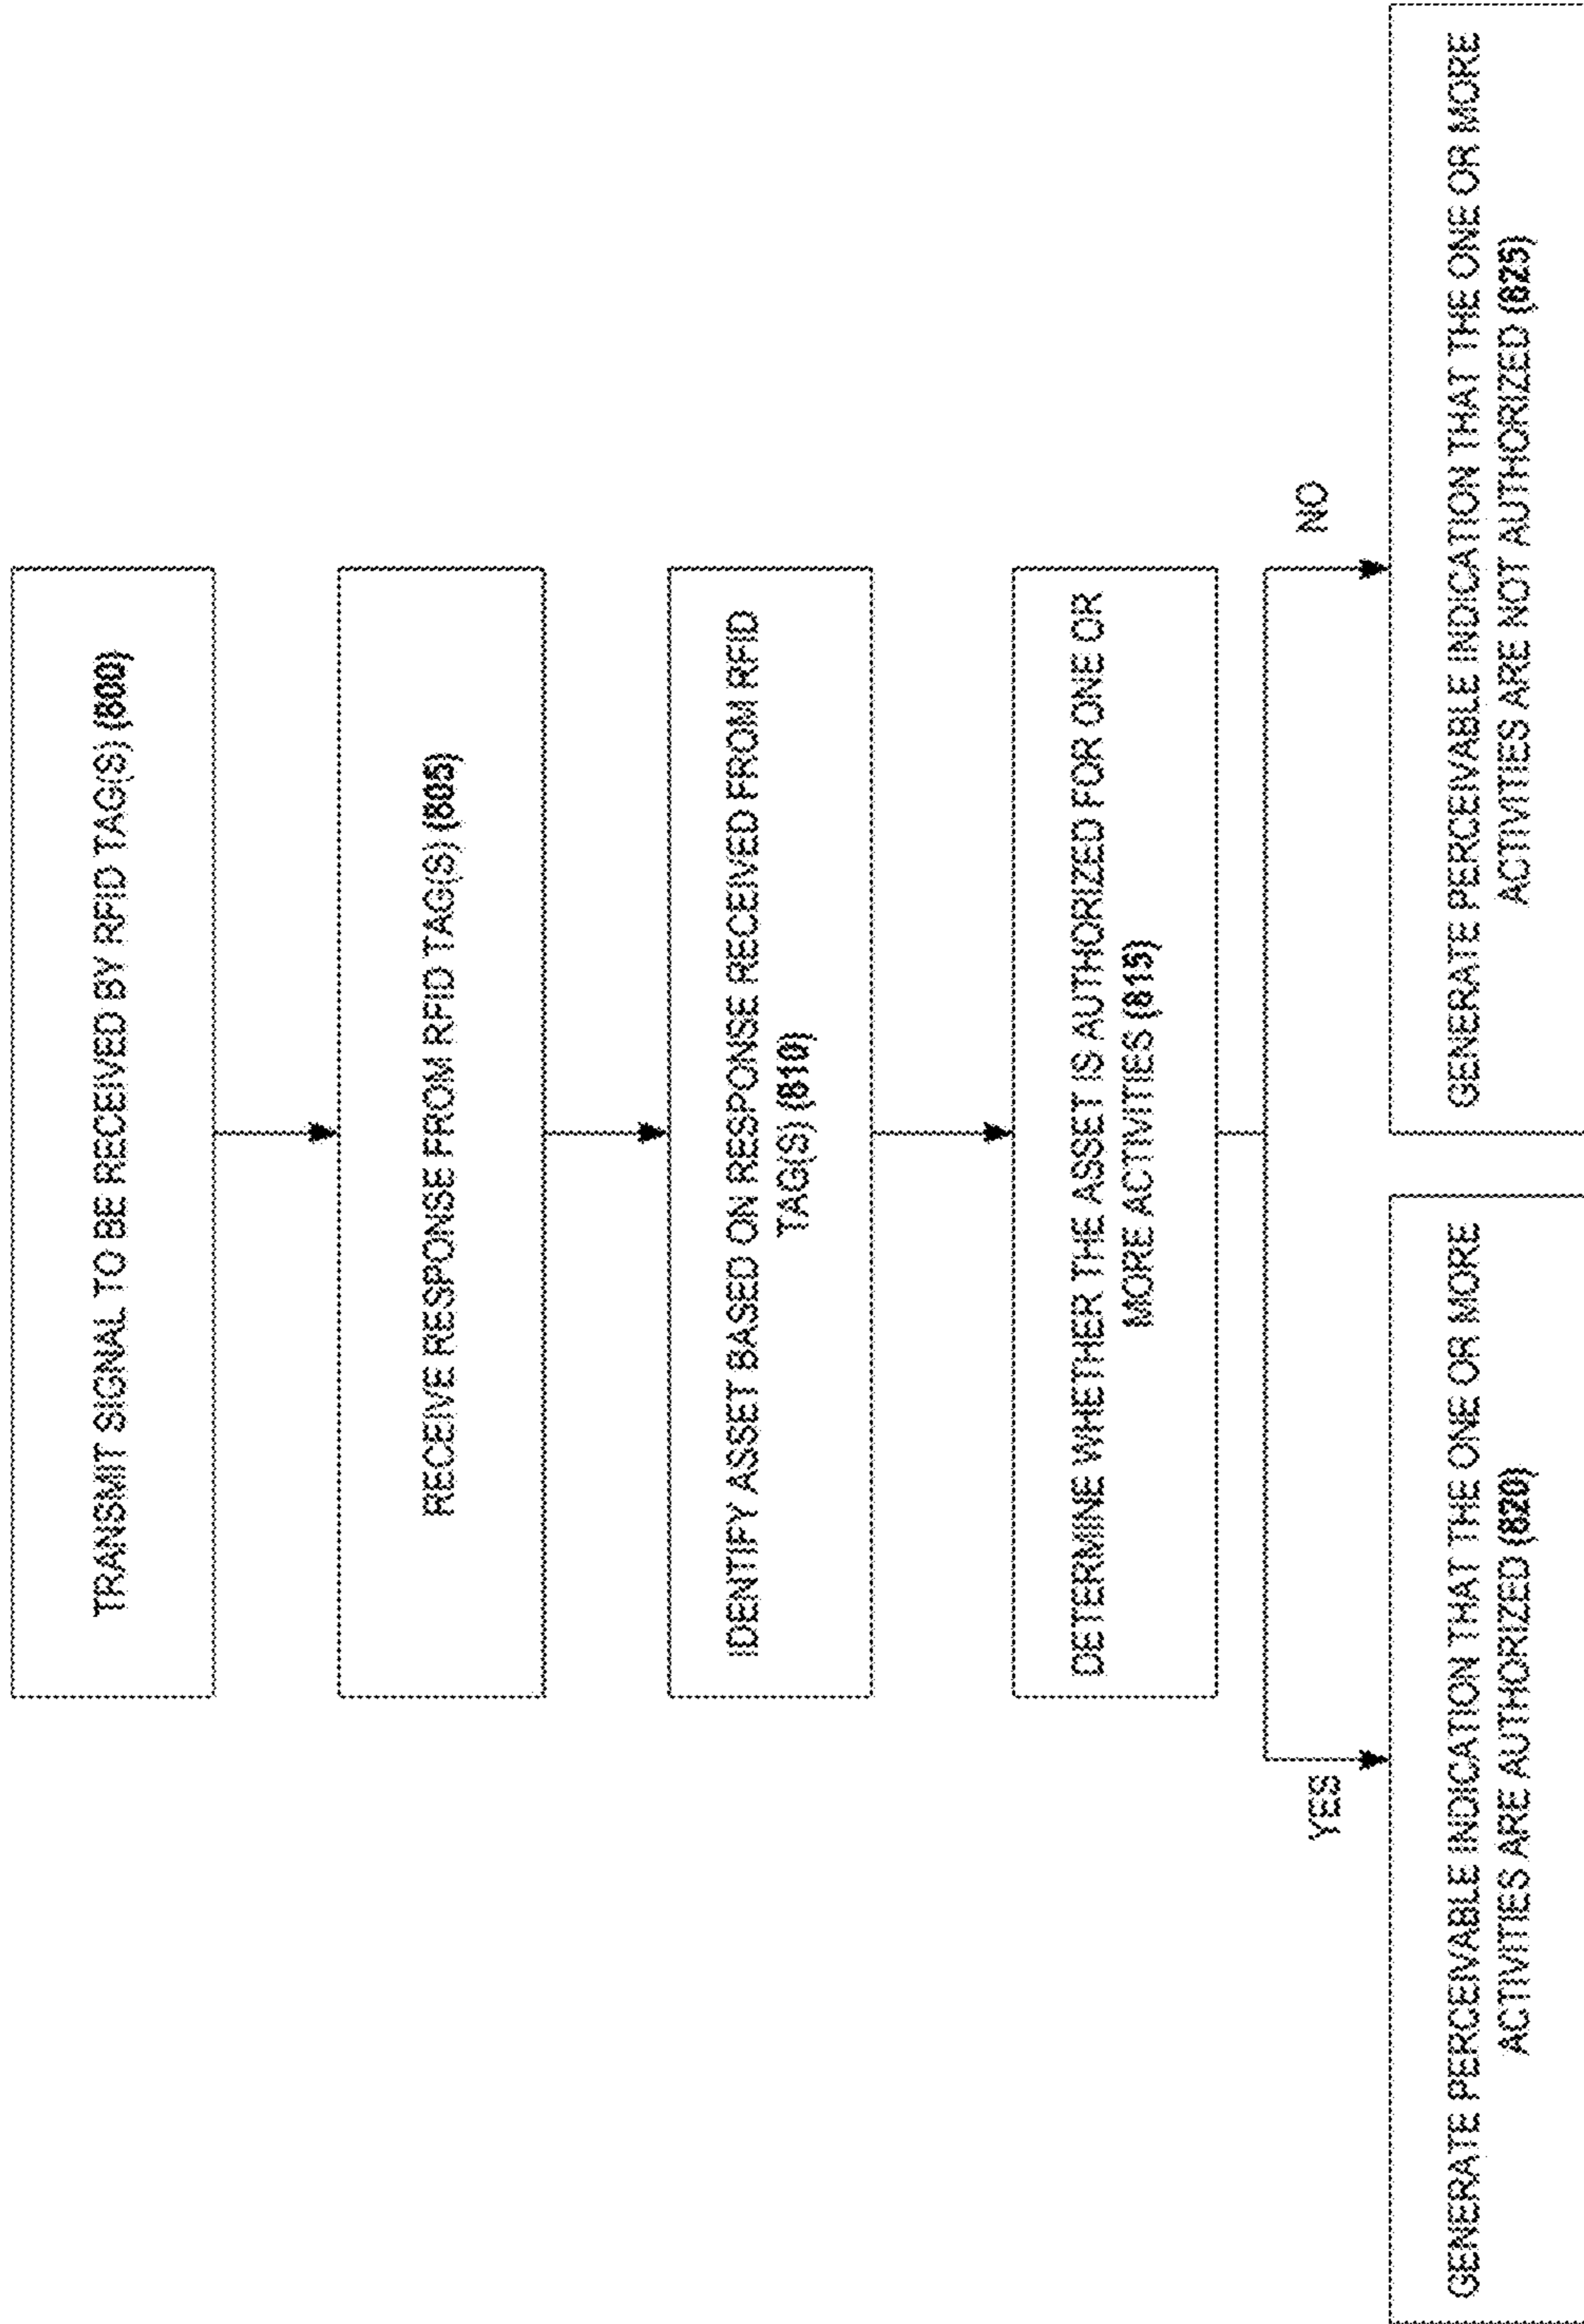 TRANSMIT SIGNAL TO BE RECEIVED BY RFID TAG(S) (800)
RECEIVE RESPONSE FROM RFID TAG(S) (805)
IDENTIFY ASSET BASED ON RESPONSE RECEIVED FROM RFID
TAG(S) (810)
DETERMINE WHETHER THE ASSET IS AUTHORIZED FOR ONE OR
MORE ACTIVITIES (815)
YES
NO
GENERATE PERCEIVABLE INDICATION THAT THE ONE OR MORE
ACTIVITIES ARE AUTHORIZED (820)
GENERATE PERCEIVABLE INDICATION THAT THE ONE OR MORE
ACTIVITIES ARE NOT AUTHORIZED (825)